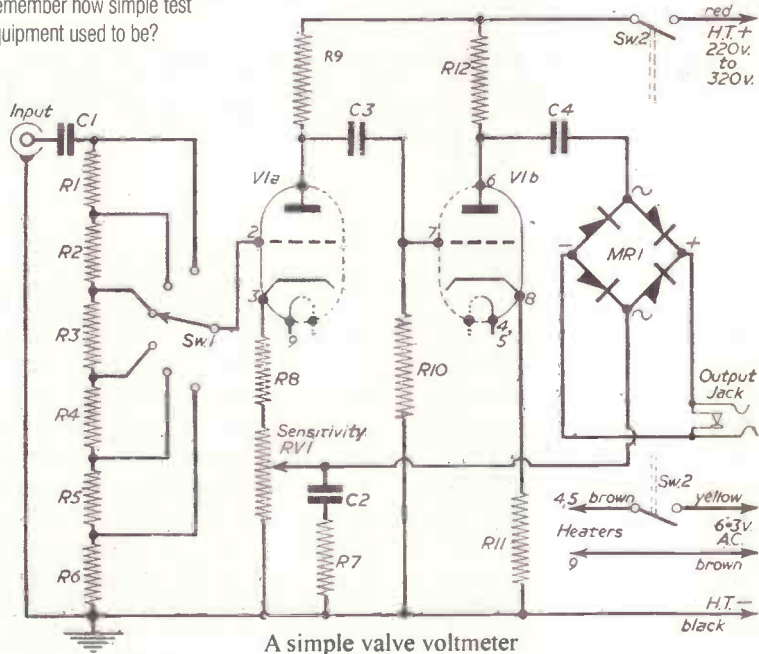 emember how simple test
quipment used to be?
Input
C1
R1
R2
R3
R4
R5
R6
Sw.1
2
3
9
V1a
R8
Sensitivity
RV1
C2
R7
R9
C3
R10
R12
6
V1b
7
8
4,
5
R11
C4
~
-
MR1
+
~
Sw.2
red
H.T.+
220v.
to
320v.
Output
Jack
Sw.2
4,5 brown
yellow
6·3v.
A.C.
Heaters
9
brown
H.T.-
black
A simple valve voltmeter